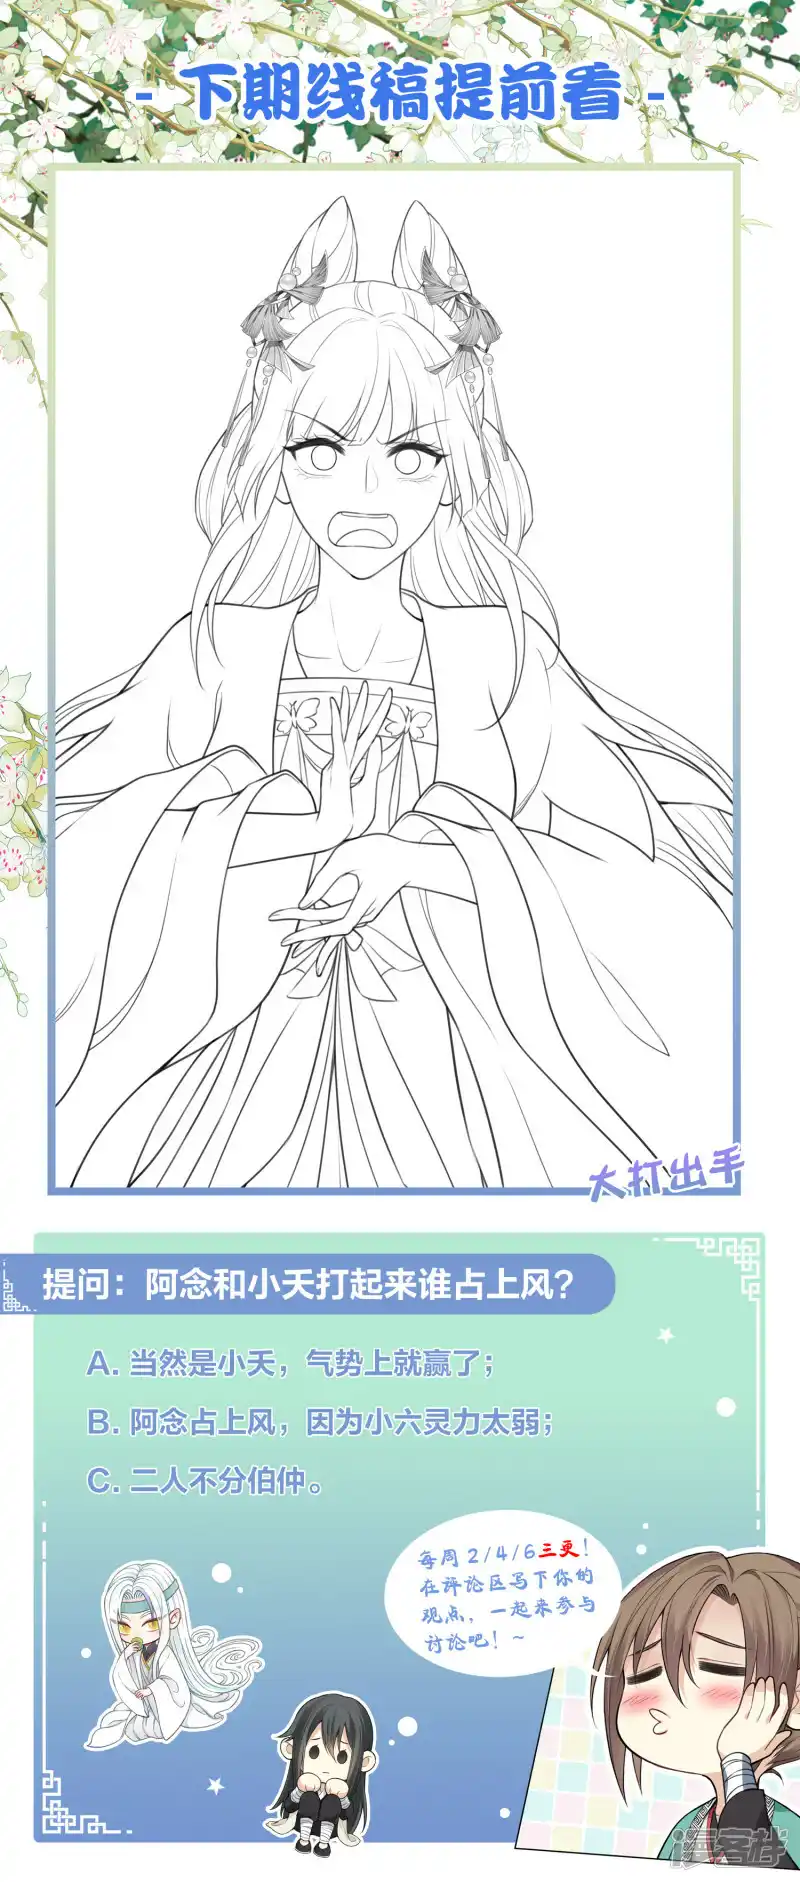 - 下期线稿提前看 -
大打出手
提问：阿念和小夭打起来谁占上风？
A. 当然是小夭，气势上就赢了；
B. 阿念占上风，因为小六灵力太弱；
C. 二人不分伯仲。
每周 2/4/6三更！
在评论区写下你的
观点，一起来参与
讨论吧！~
漫客栈